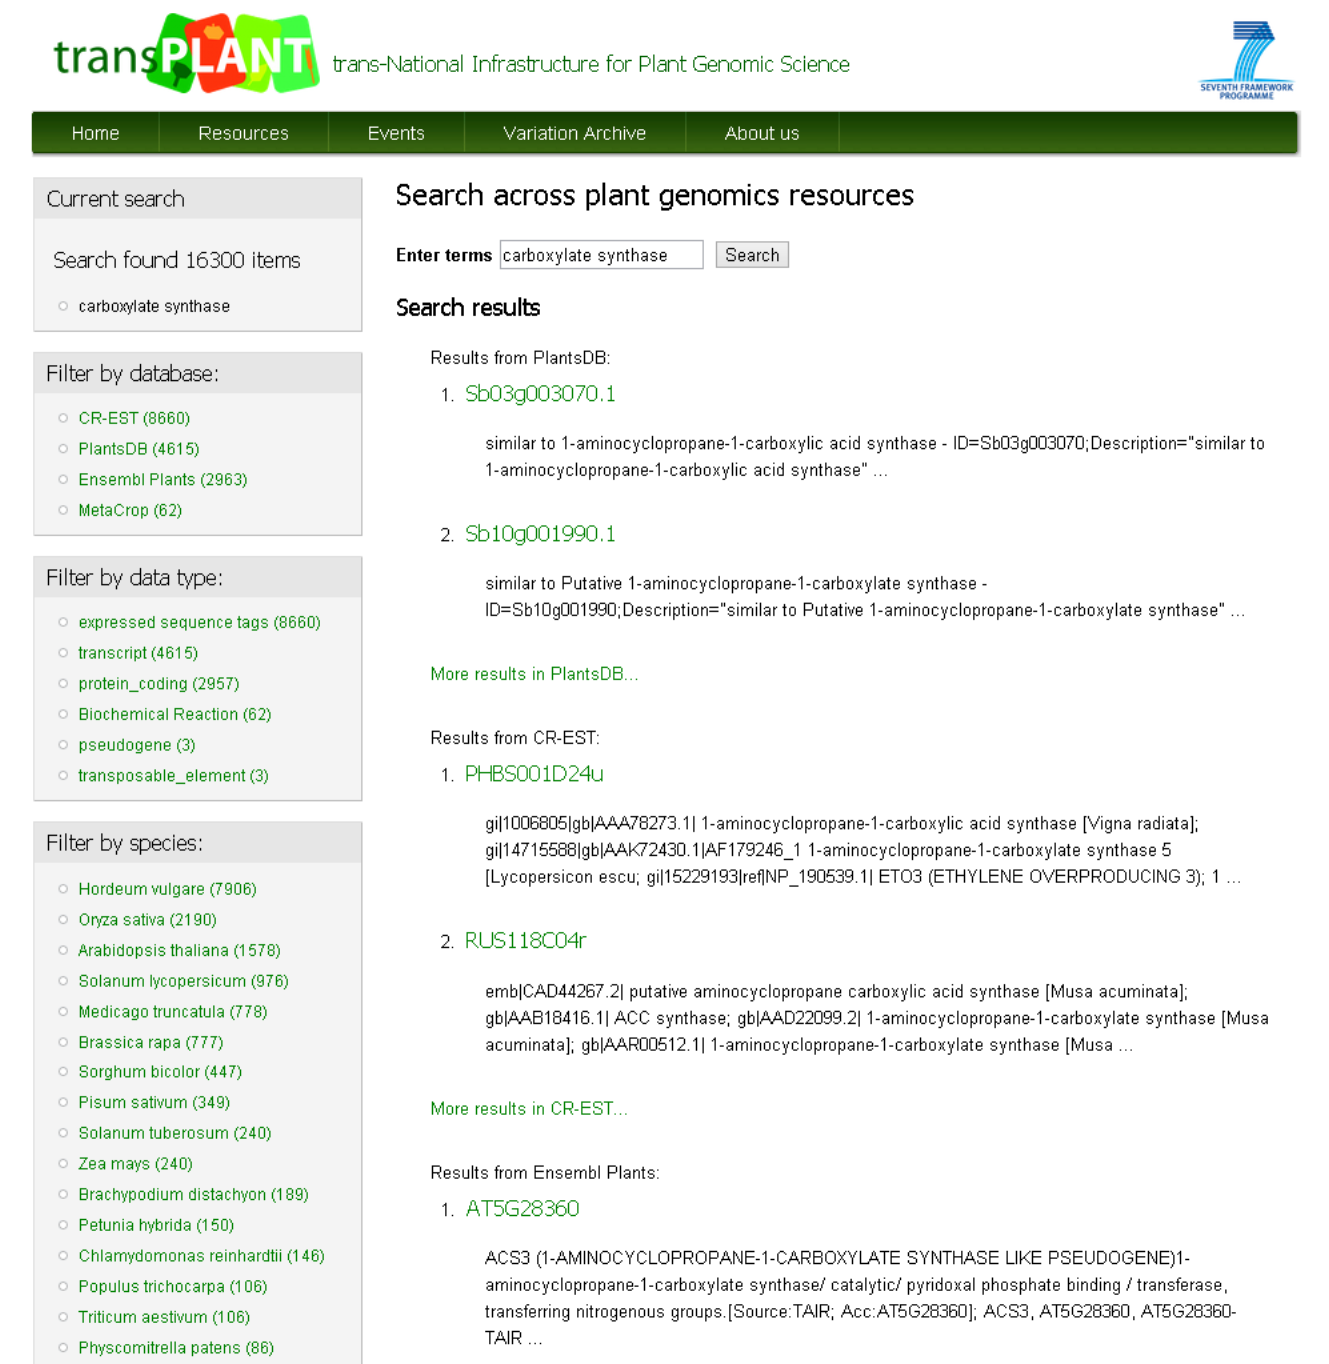 transPLANT trans-National Infrastructure for Plant Genomic Science
7
SEVENTH FRAMEWORK
PROGRAMME
Home Resources Events Variation Archive About us
Current search
Search found 16300 items
carboxylate synthase
Filter by database:
CR-EST (8660)
PlantsDB (4615)
Ensembl Plants (2963)
MetaCrop (62)
Filter by data type:
expressed sequence tags (8660)
transcript (4615)
protein_coding (2957)
Biochemical Reaction (62)
pseudogene (3)
transposable_element (3)
Filter by species:
Hordeum vulgare (7906)
Oryza sativa (2190)
Arabidopsis thaliana (1578)
Solanum lycopersicum (976)
Medicago truncatula (778)
Brassica rapa (777)
Sorghum bicolor (447)
Pisum sativum (349)
Solanum tuberosum (240)
Zea mays (240)
Brachypodium distachyon (189)
Petunia hybrida (150)
Chlamydomonas reinhardtii (146)
Populus trichocarpa (106)
Triticum aestivum (106)
Physcomitrella patens (86)
Search across plant genomics resources
Enter terms carboxylate synthase Search
Search results
Results from PlantsDB:
1. Sb03g003070.1
similar to 1-aminocyclopropane-1-carboxylic acid synthase - ID=Sb03g003070;Description="similar to
1-aminocyclopropane-1-carboxylic acid synthase" ...
2. Sb10g001990.1
similar to Putative 1-aminocyclopropane-1-carboxylate synthase -
ID=Sb10g001990;Description="similar to Putative 1-aminocyclopropane-1-carboxylate synthase" ...
More results in PlantsDB...
Results from CR-EST:
1. PHBS001D24u
gi|1006805|gb|AAA78273.1| 1-aminocyclopropane-1-carboxylic acid synthase [Vigna radiata];
gi|14715588|gb|AAK72430.1|AF179246_1 1-aminocyclopropane-1-carboxylate synthase 5
[Lycopersicon escu; gi|15229193|ref|NP_190539.1| ETO3 (ETHYLENE OVERPRODUCING 3); 1 ...
2. RUS118C04r
emb|CAD44267.2| putative aminocyclopropane carboxylic acid synthase [Musa acuminata];
gb|AAB18416.1| ACC synthase; gb|AAD22099.2| 1-aminocyclopropane-1-carboxylate synthase [Musa
acuminata]; gb|AAR00512.1| 1-aminocyclopropane-1-carboxylate synthase [Musa ...
More results in CR-EST...
Results from Ensembl Plants:
1. AT5G28360
ACS3 (1-AMINOCYCLOPROPANE-1-CARBOXYLATE SYNTHASE LIKE PSEUDOGENE)1-
aminocyclopropane-1-carboxylate synthase/ catalytic/ pyridoxal phosphate binding / transferase,
transferring nitrogenous groups.[Source:TAIR; Acc:AT5G28360]; ACS3, AT5G28360, AT5G28360-
TAIR ...